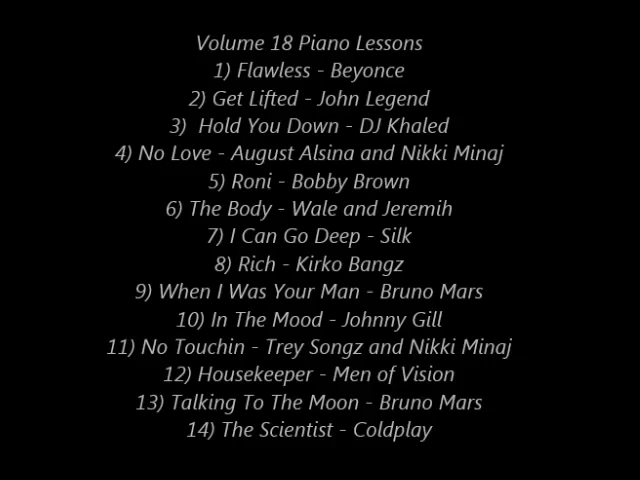 Volume 18 Piano Lessons
1) Flawless - Beyonce
2) Get Lifted - John Legend
3)  Hold You Down - DJ Khaled
4) No Love - August Alsina and Nikki Minaj
5) Roni - Bobby Brown
6) The Body - Wale and Jeremih
7) I Can Go Deep - Silk
8) Rich - Kirko Bangz
9) When I Was Your Man - Bruno Mars
10) In The Mood - Johnny Gill
11) No Touchin - Trey Songz and Nikki Minaj
12) Housekeeper - Men of Vision
13) Talking To The Moon - Bruno Mars
14) The Scientist - Coldplay